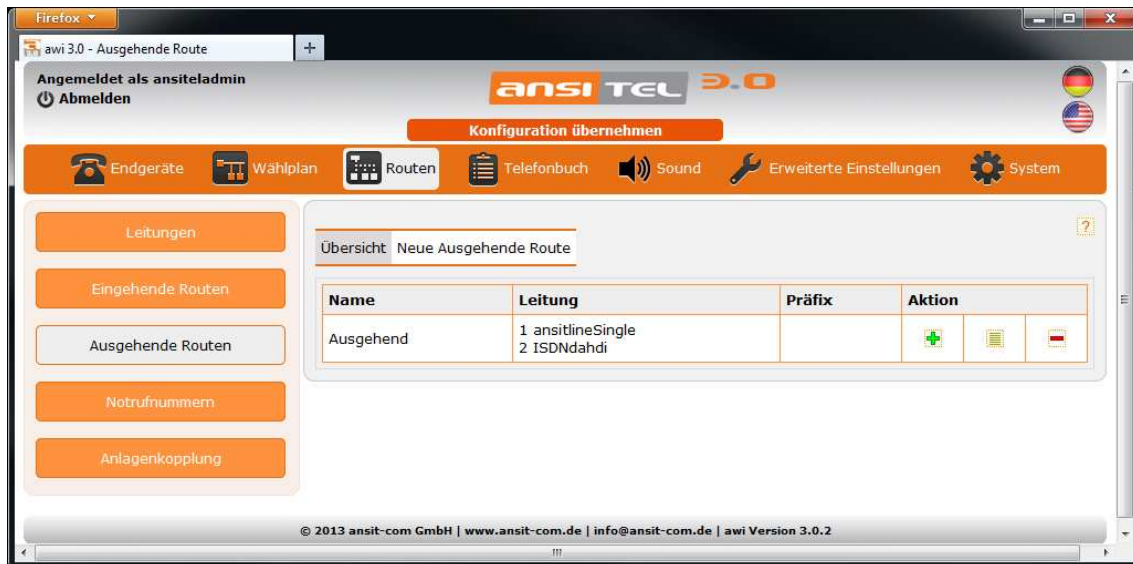 Firefox
awi 3.0 - Ausgehende Route
Angemeldet als ansiteladmin
Abmelden
ansi TEL 3.0
Konfiguration übernehmen
Endgeräte Wählplan Routen Telefonbuch Sound Erweiterte Einstellungen System
Leitungen
Eingehende Routen
Ausgehende Routen
Notrufnummern
Anlagenkopplung
?
Übersicht Neue Ausgehende Route
Name Leitung Präfix Aktion
Ausgehend 1 ansitlineSingle
2 ISDNdahdi
© 2013 ansit-com GmbH | www.ansit-com.de | info@ansit-com.de | awi Version 3.0.2